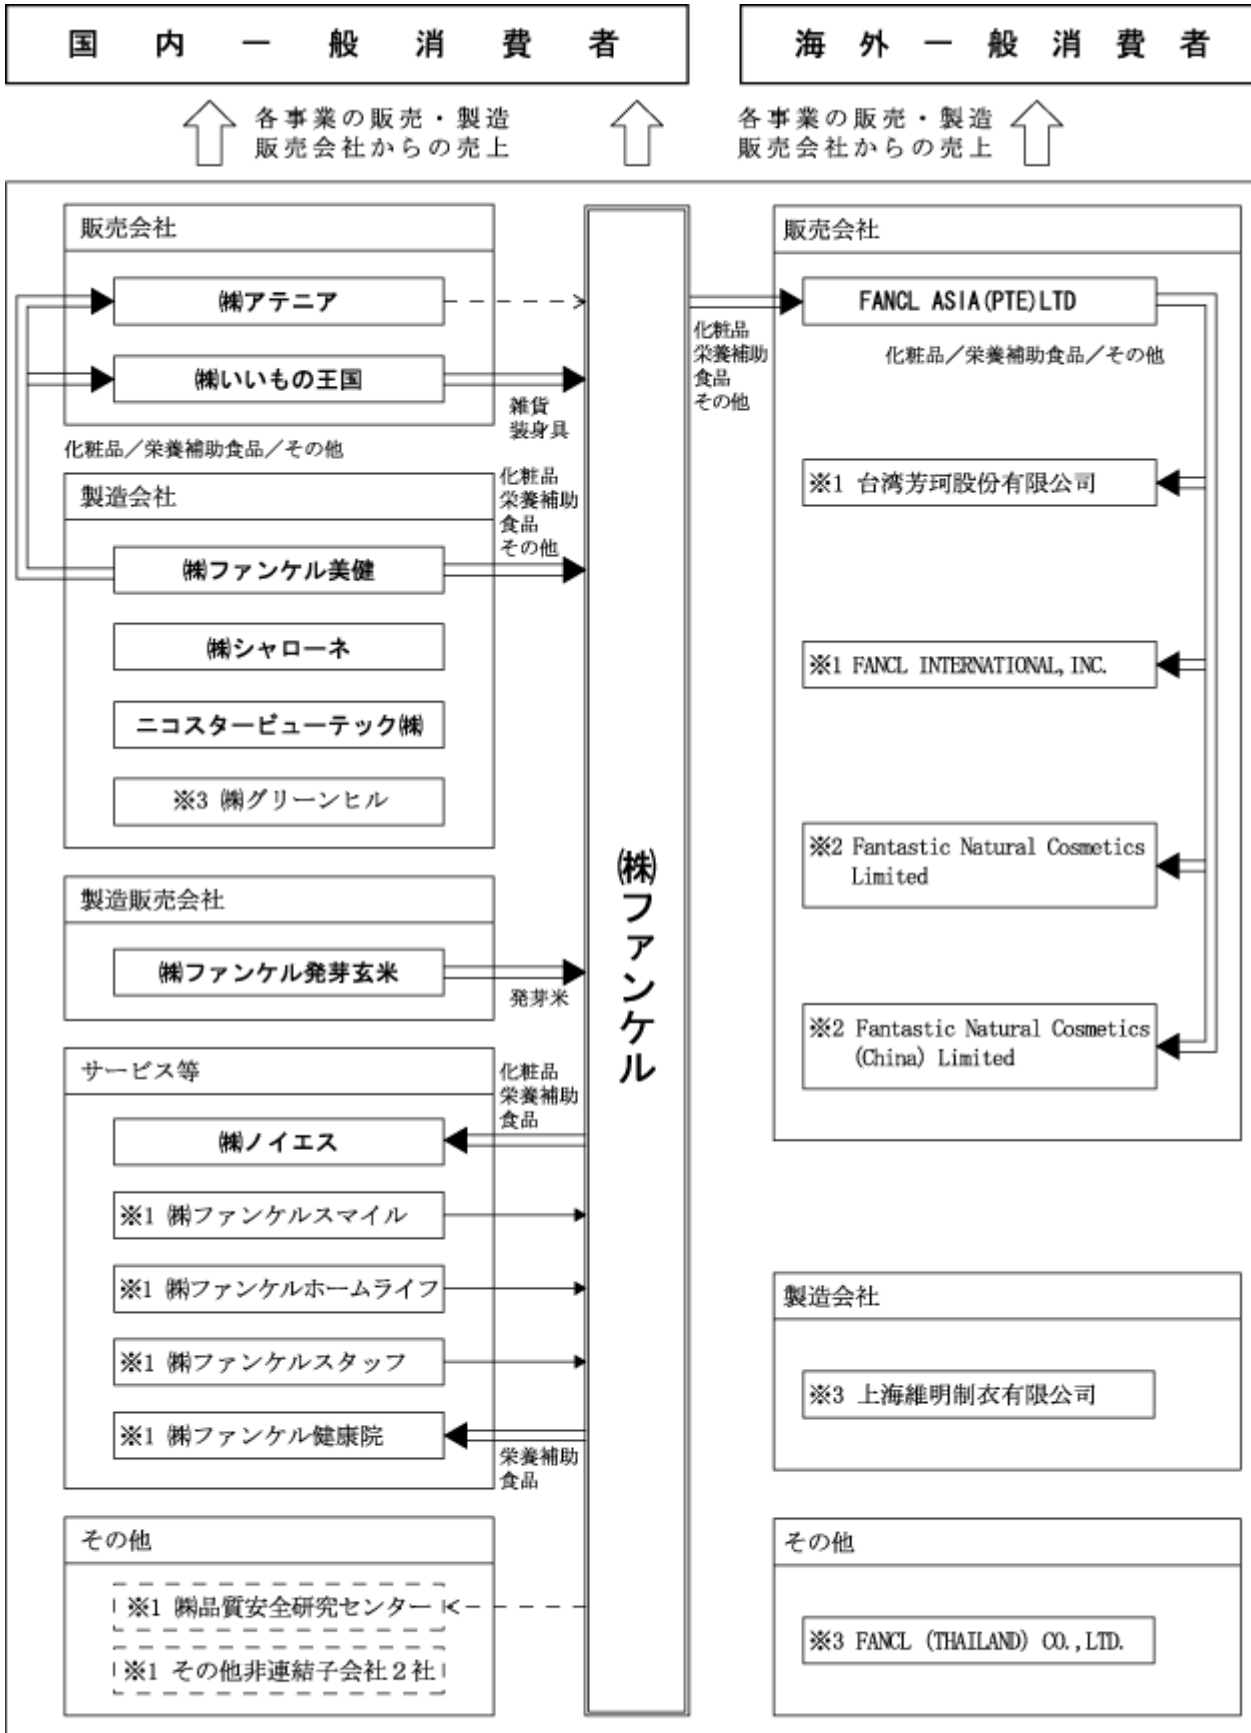 国内一般消費者
海外一般消費者
各事業の販売・製造
販売会社からの売上
各事業の販売・製造
販売会社からの売上
販売会社
㈱アテニア
㈱いいもの王国
雑貨
装身具
化粧品／栄養補助食品／その他
製造会社
化粧品
栄養補助
食品
その他
㈱ファンケル美健
㈱シャローネ
ニコスタービューテック㈱
※3 ㈱グリーンヒル
製造販売会社
㈱ファンケル発芽玄米
発芽米
サービス等
化粧品
栄養補助
食品
㈱ノイエス
※1 ㈱ファンケルスマイル
※1 ㈱ファンケルホームライフ
※1 ㈱ファンケルスタッフ
※1 ㈱ファンケル健康院
栄養補助
食品
その他
※1 ㈱品質安全研究センター
※1 その他非連結子会社２社
㈱ファンケル
化粧品
栄養補助
食品
その他
販売会社
FANCL ASIA(PTE)LTD
化粧品／栄養補助食品／その他
※1 台湾芳珂股份有限公司
※1 FANCL INTERNATIONAL,INC.
※2 Fantastic Natural Cosmetics
Limited
※2 Fantastic Natural Cosmetics
(China) Limited
製造会社
※3 上海維明制衣有限公司
その他
※3 FANCL (THAILAND) CO.,LTD.